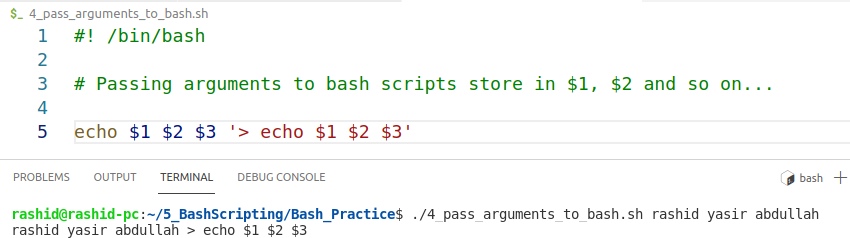 $_ 4_pass_arguments_to_bash.sh
1 #! /bin/bash
2
3 # Passing arguments to bash scripts store in $1, $2 and so on...
4
5 echo $1 $2 $3 '> echo $1 $2 $3'
PROBLEMS OUTPUT TERMINAL DEBUG CONSOLE bash
rashid@rashid-pc:~/5_BashScripting/Bash_Practice$ ./4_pass_arguments_to_bash.sh rashid yasir abdullah
rashid yasir abdullah > echo $1 $2 $3